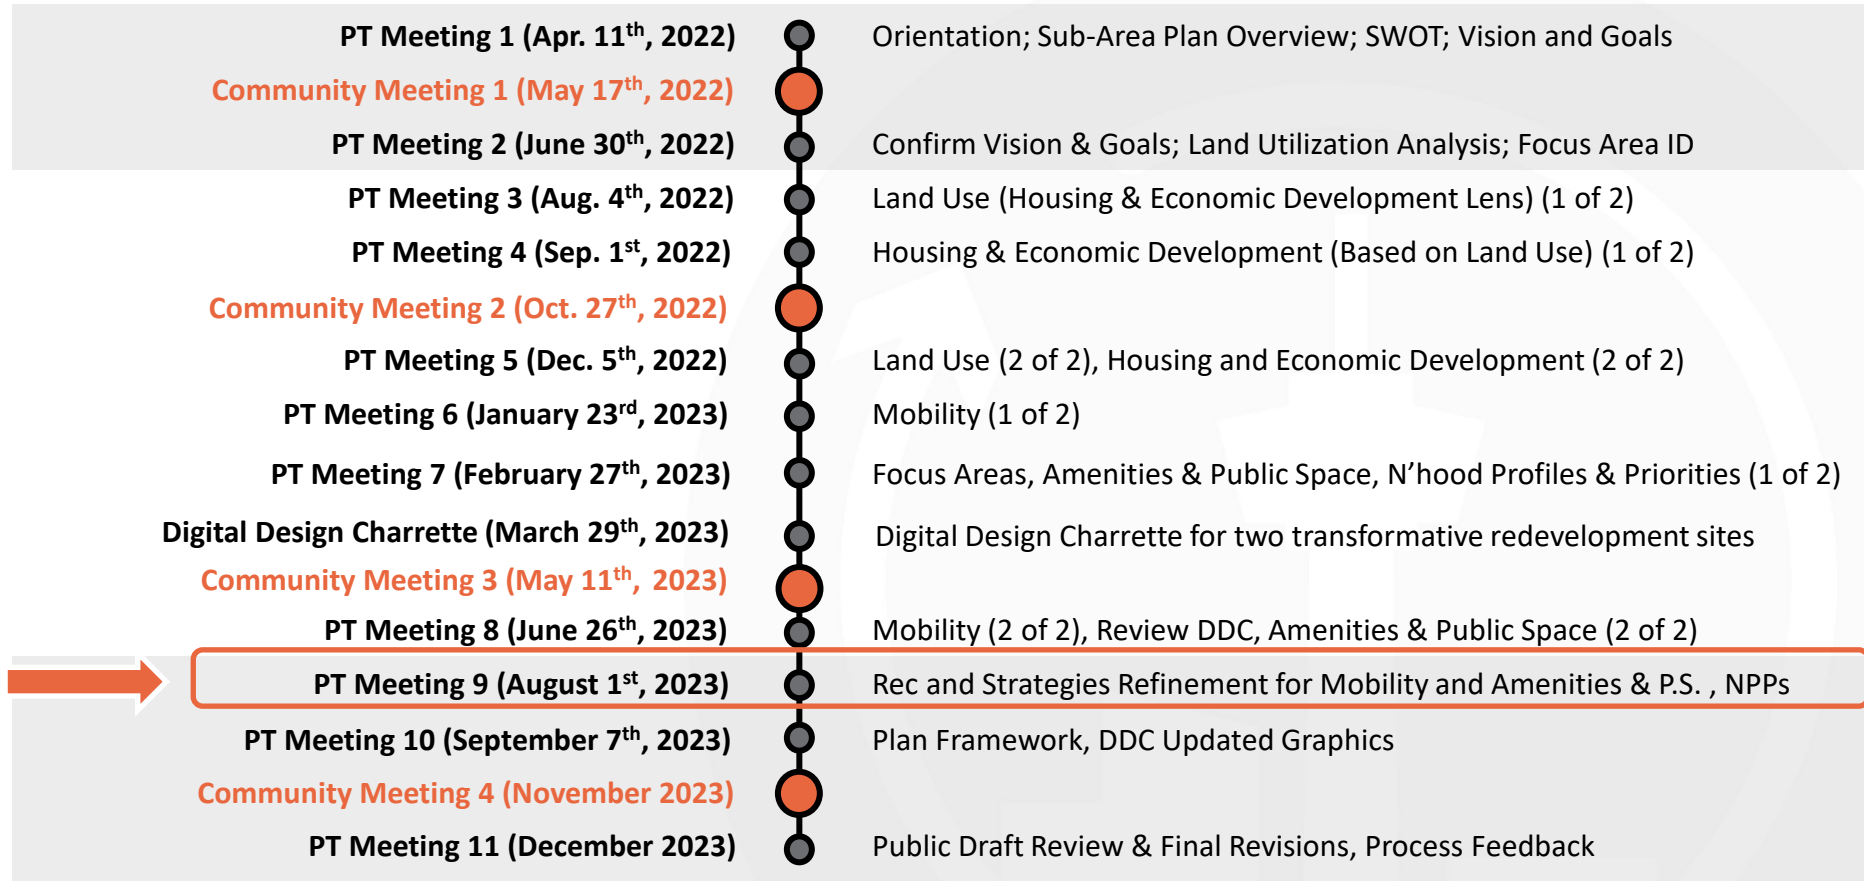 PT Meeting 1 (Apr. 11th, 2022) Orientation; Sub-Area Plan Overview; SWOT; Vision and Goals
Community Meeting 1 (May 17th, 2022)
PT Meeting 2 (June 30th, 2022) Confirm Vision & Goals; Land Utilization Analysis; Focus Area ID
PT Meeting 3 (Aug. 4th, 2022) Land Use (Housing & Economic Development Lens) (1 of 2)
PT Meeting 4 (Sep. 1st, 2022) Housing & Economic Development (Based on Land Use) (1 of 2)
Community Meeting 2 (Oct. 27th, 2022)
PT Meeting 5 (Dec. 5th, 2022) Land Use (2 of 2), Housing and Economic Development (2 of 2)
PT Meeting 6 (January 23rd, 2023) Mobility (1 of 2)
PT Meeting 7 (February 27th, 2023) Focus Areas, Amenities & Public Space, N’hood Profiles & Priorities (1 of 2)
Digital Design Charrette (March 29th, 2023) Digital Design Charrette for two transformative redevelopment sites
Community Meeting 3 (May 11th, 2023)
PT Meeting 8 (June 26th, 2023) Mobility (2 of 2), Review DDC, Amenities & Public Space (2 of 2)
PT Meeting 9 (August 1st, 2023) Rec and Strategies Refinement for Mobility and Amenities & P.S. , NPPs
PT Meeting 10 (September 7th, 2023) Plan Framework, DDC Updated Graphics
Community Meeting 4 (November 2023)
PT Meeting 11 (December 2023) Public Draft Review & Final Revisions, Process Feedback